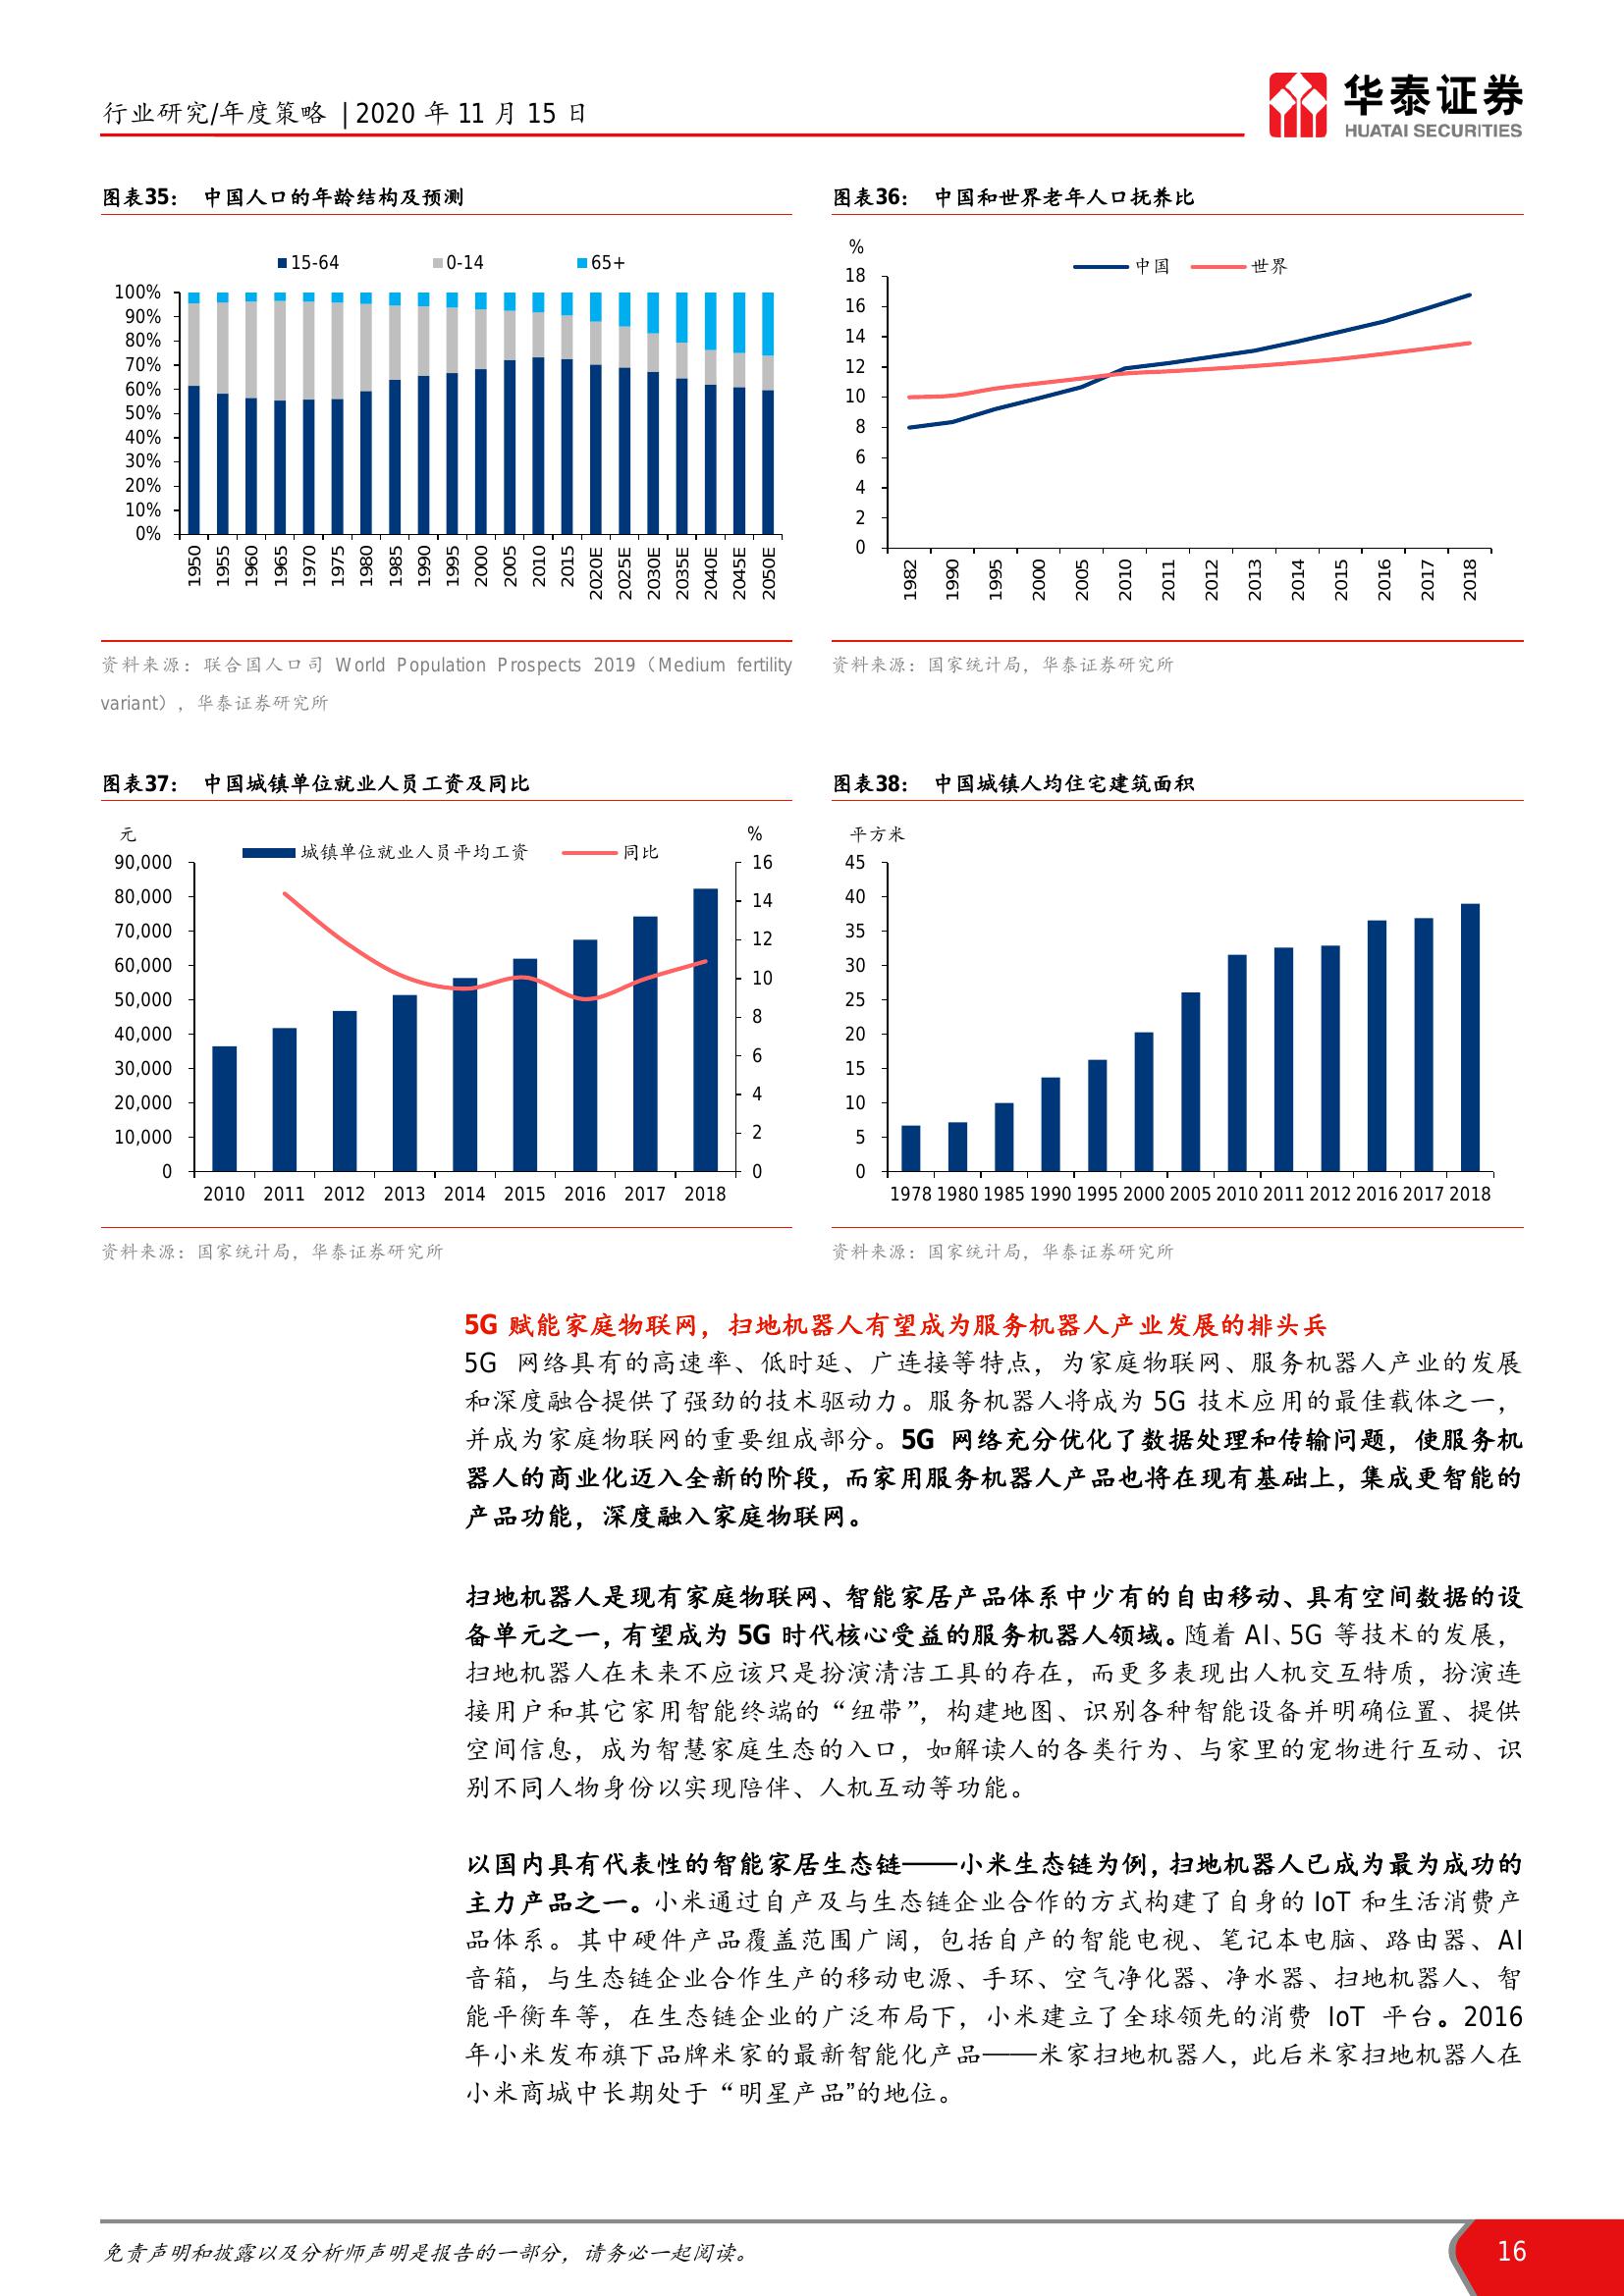 行业研究/年度策略 | 2020 年 11 月 15 日
华泰证券
HUATAI SECURITIES
图表35： 中国人口的年龄结构及预测
15-64 0-14 65+
100%
90%
80%
70%
60%
50%
40%
30%
20%
10%
0%
1950 1955 1960 1965 1970 1975 1980 1985 1990 1995 2000 2005 2010 2015 2020E 2025E 2030E 2035E 2040E 2045E 2050E
资料来源：联合国人口司 World Population Prospects 2019（Medium fertility
variant），华泰证券研究所
图表36： 中国和世界老年人口抚养比
%
中国 世界
18
16
14
12
10
8
6
4
2
0
1982 1990 1995 2000 2005 2010 2011 2012 2013 2014 2015 2016 2017 2018
资料来源：国家统计局，华泰证券研究所
图表37： 中国城镇单位就业人员工资及同比
元 %
城镇单位就业人员平均工资 同比
90,000 16
80,000 14
70,000 12
60,000 10
50,000 8
40,000 6
30,000 4
20,000 2
10,000 0
0
2010 2011 2012 2013 2014 2015 2016 2017 2018
资料来源：国家统计局，华泰证券研究所
图表38： 中国城镇人均住宅建筑面积
平方米
45
40
35
30
25
20
15
10
5
0
1978 1980 1985 1990 1995 2000 2005 2010 2011 2012 2016 2017 2018
资料来源：国家统计局，华泰证券研究所
5G 赋能家庭物联网，扫地机器人有望成为服务机器人产业发展的排头兵
5G 网络具有的高速率、低时延、广连接等特点，为家庭物联网、服务机器人产业的发展
和深度融合提供了强劲的技术驱动力。服务机器人将成为 5G 技术应用的最佳载体之一，
并成为家庭物联网的重要组成部分。5G 网络充分优化了数据处理和传输问题，使服务机
器人的商业化迈入全新的阶段，而家用服务机器人产品也将在现有基础上，集成更智能的
产品功能，深度融入家庭物联网。
扫地机器人是现有家庭物联网、智能家居产品体系中少有的自由移动、具有空间数据的设
备单元之一，有望成为 5G 时代核心受益的服务机器人领域。随着 AI、5G 等技术的发展，
扫地机器人在未来不应该只是扮演清洁工具的存在，而更多表现出人机交互特质，扮演连
接用户和其它家用智能终端的“纽带”，构建地图、识别各种智能设备并明确位置、提供
空间信息，成为智慧家庭生态的入口，如解读人的各类行为、与家里的宠物进行互动、识
别不同人物身份以实现陪伴、人机互动等功能。
以国内具有代表性的智能家居生态链——小米生态链为例，扫地机器人已成为最为成功的
主力产品之一。小米通过自产及与生态链企业合作的方式构建了自身的 IoT 和生活消费产
品体系。其中硬件产品覆盖范围广阔，包括自产的智能电视、笔记本电脑、路由器、AI
音箱，与生态链企业合作生产的移动电源、手环、空气净化器、净水器、扫地机器人、智
能平衡车等，在生态链企业的广泛布局下，小米建立了全球领先的消费 IoT 平台。2016
年小米发布旗下品牌米家的最新智能化产品——米家扫地机器人，此后米家扫地机器人在
小米商城中长期处于“明星产品”的地位。
免责声明和披露以及分析师声明是报告的一部分，请务必一起阅读。
16